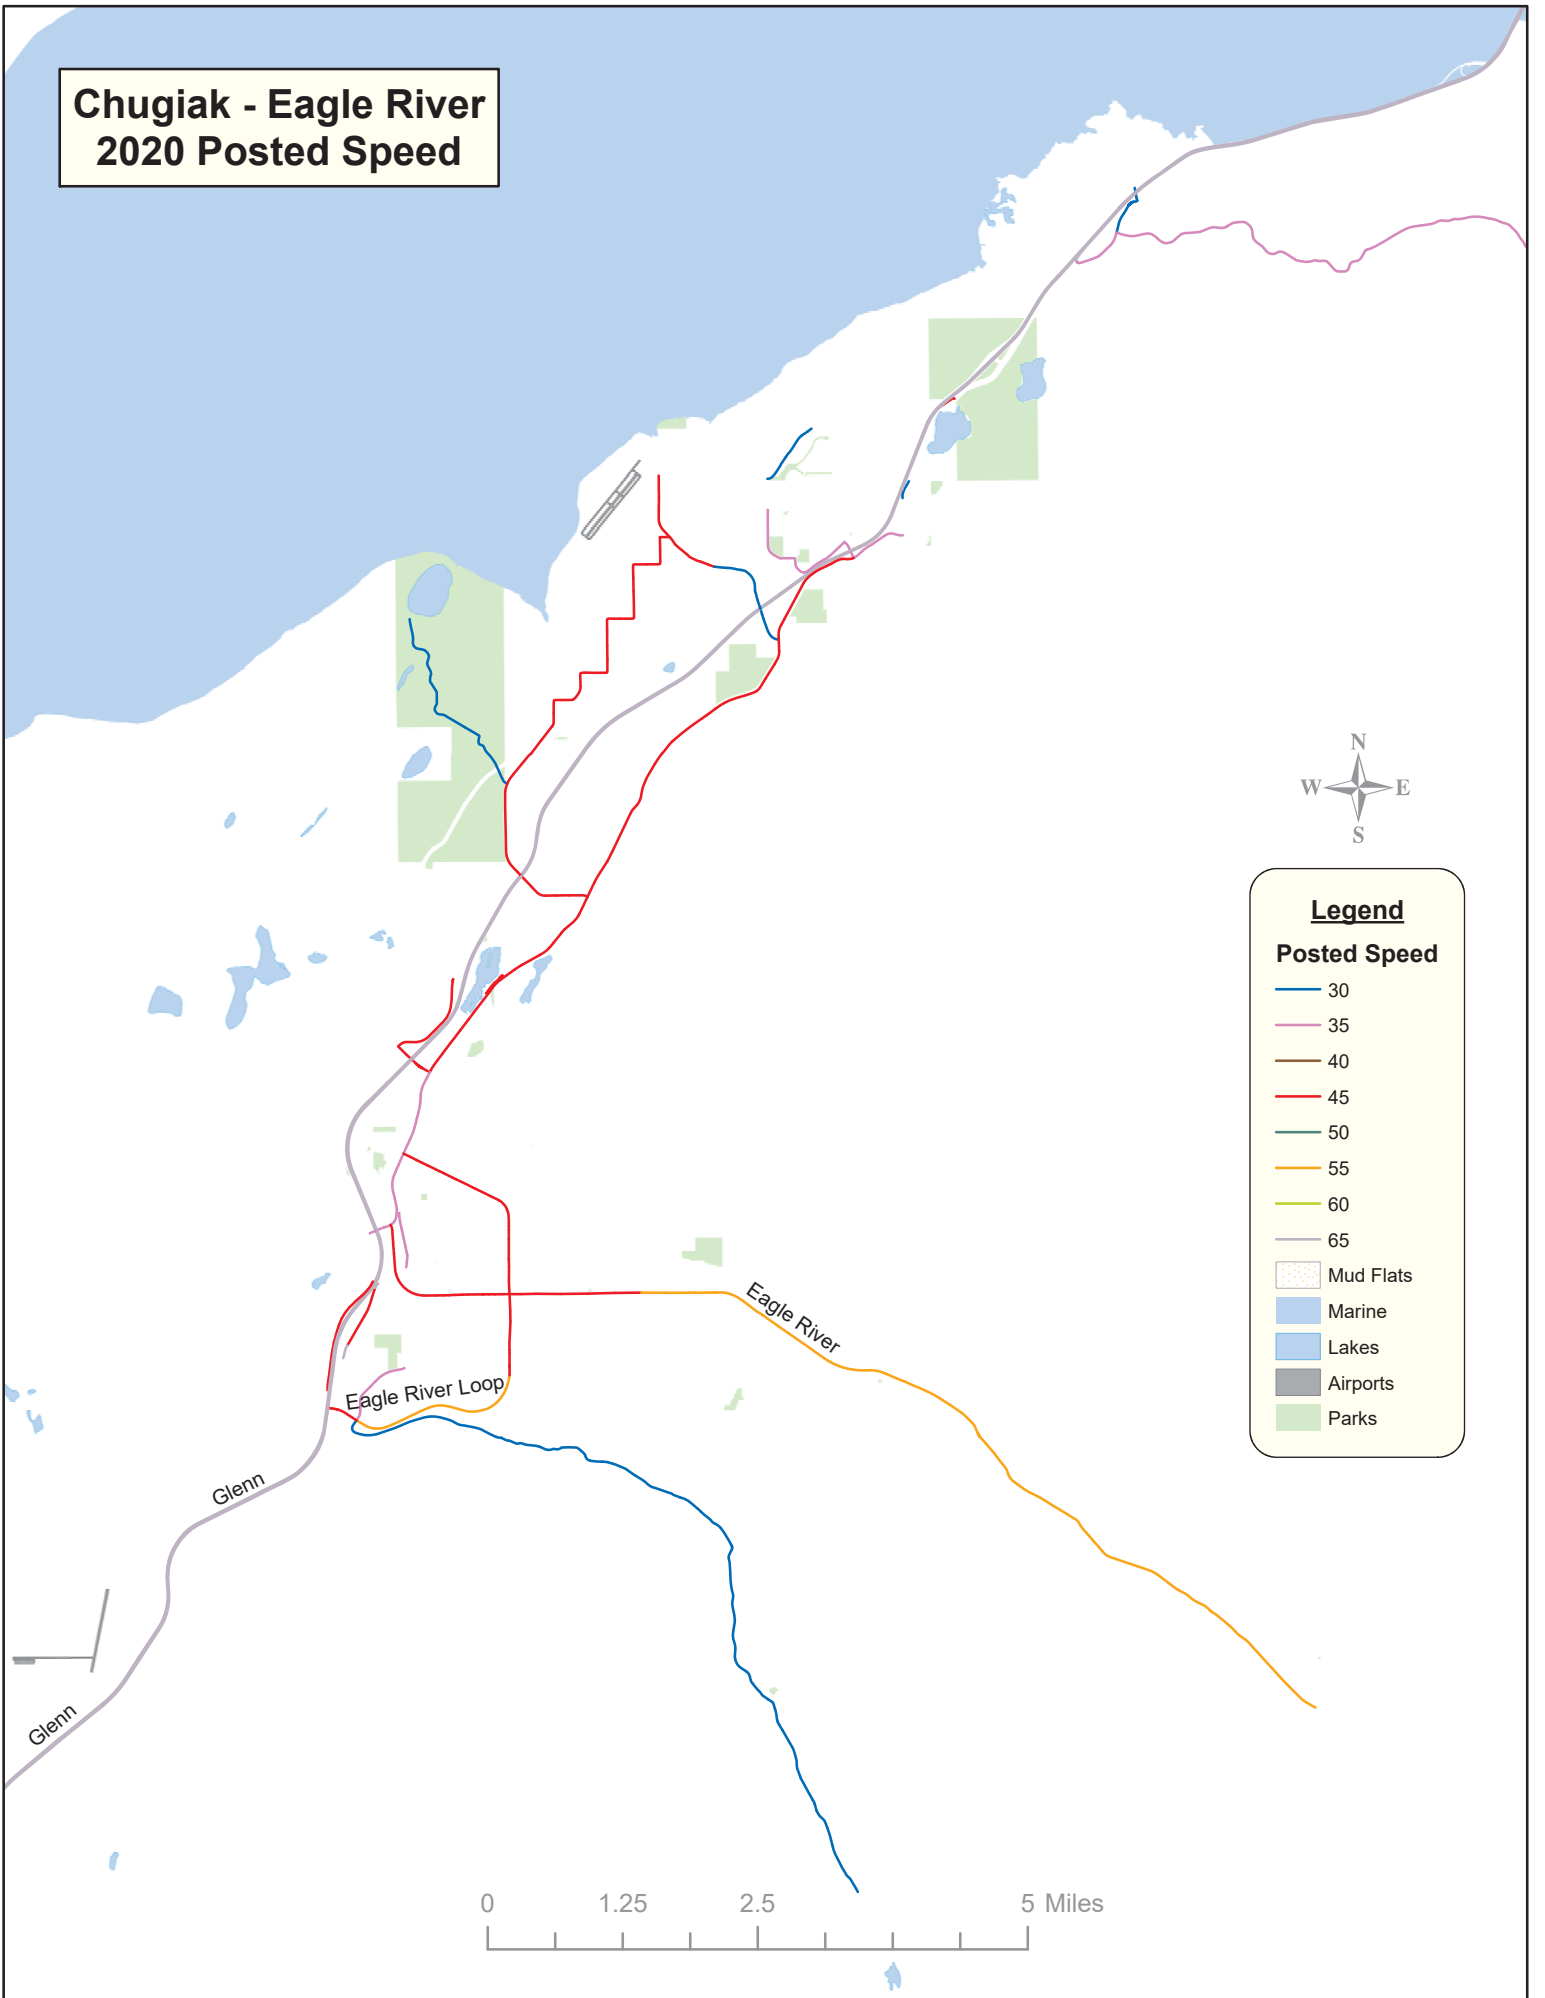 Chugiak - Eagle River
2020 Posted Speed
N
W
E
S
Legend
Posted Speed
30
35
40
45
50
55
60
65
Mud Flats
Marine
Lakes
Airports
Parks
Eagle River
Eagle River Loop
Glenn
Glenn
0 1.25 2.5 5 Miles